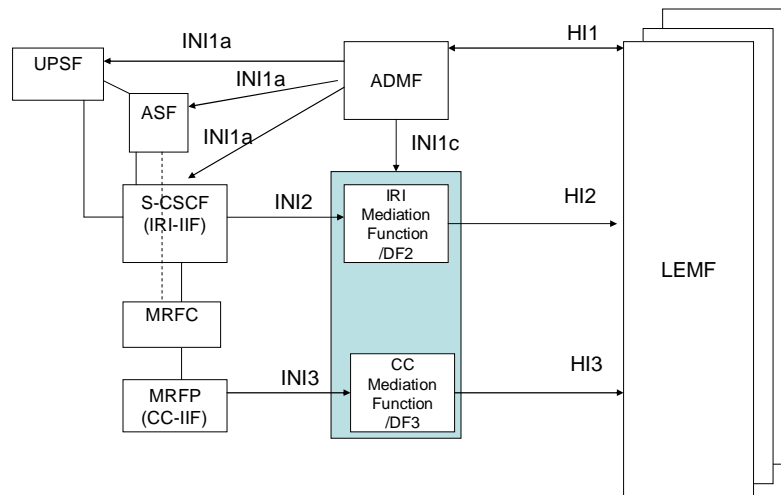 INI1a
HI1
UPSF
INI1a
ADMF
ASF
INI1a
INI1c
S-CSCF
(IRI-IIF)
INI2
IRI
Mediation
Function
/DF2
HI2
LEMF
MRFC
MRFP
(CC-IIF)
INI3
CC
Mediation
Function
/DF3
HI3